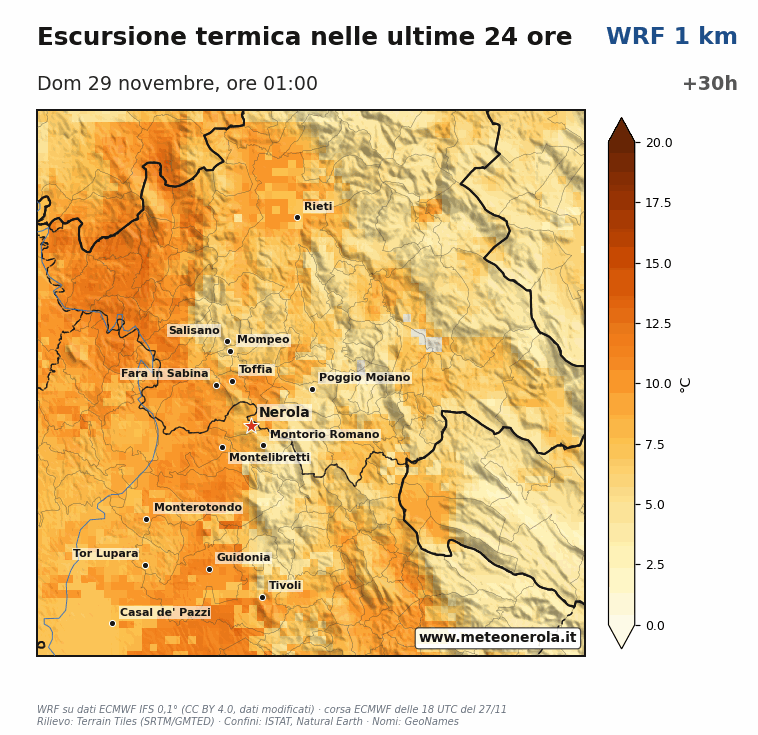 Escursione termica nelle ultime 24 ore
WRF 1 km
Dom 29 novembre, ore 01:00
+30h
Rieti
Salisano
Mompeo
Toffia
Fara in Sabina
Poggio Moiano
Nerola
Montorio Romano
Montelibretti
Monterotondo
Tor Lupara
Guidonia
Tivoli
Casal de' Pazzi
www.meteonerola.it
20.0
17.5
15.0
12.5
10.0
7.5
5.0
2.5
0.0
°C
WRF su dati ECMWF IFS 0,1° (CC BY 4.0, dati modificati) · corsa ECMWF delle 18 UTC del 27/11
Rilievo: Terrain Tiles (SRTM/GMTED) · Confini: ISTAT, Natural Earth · Nomi: GeoNames